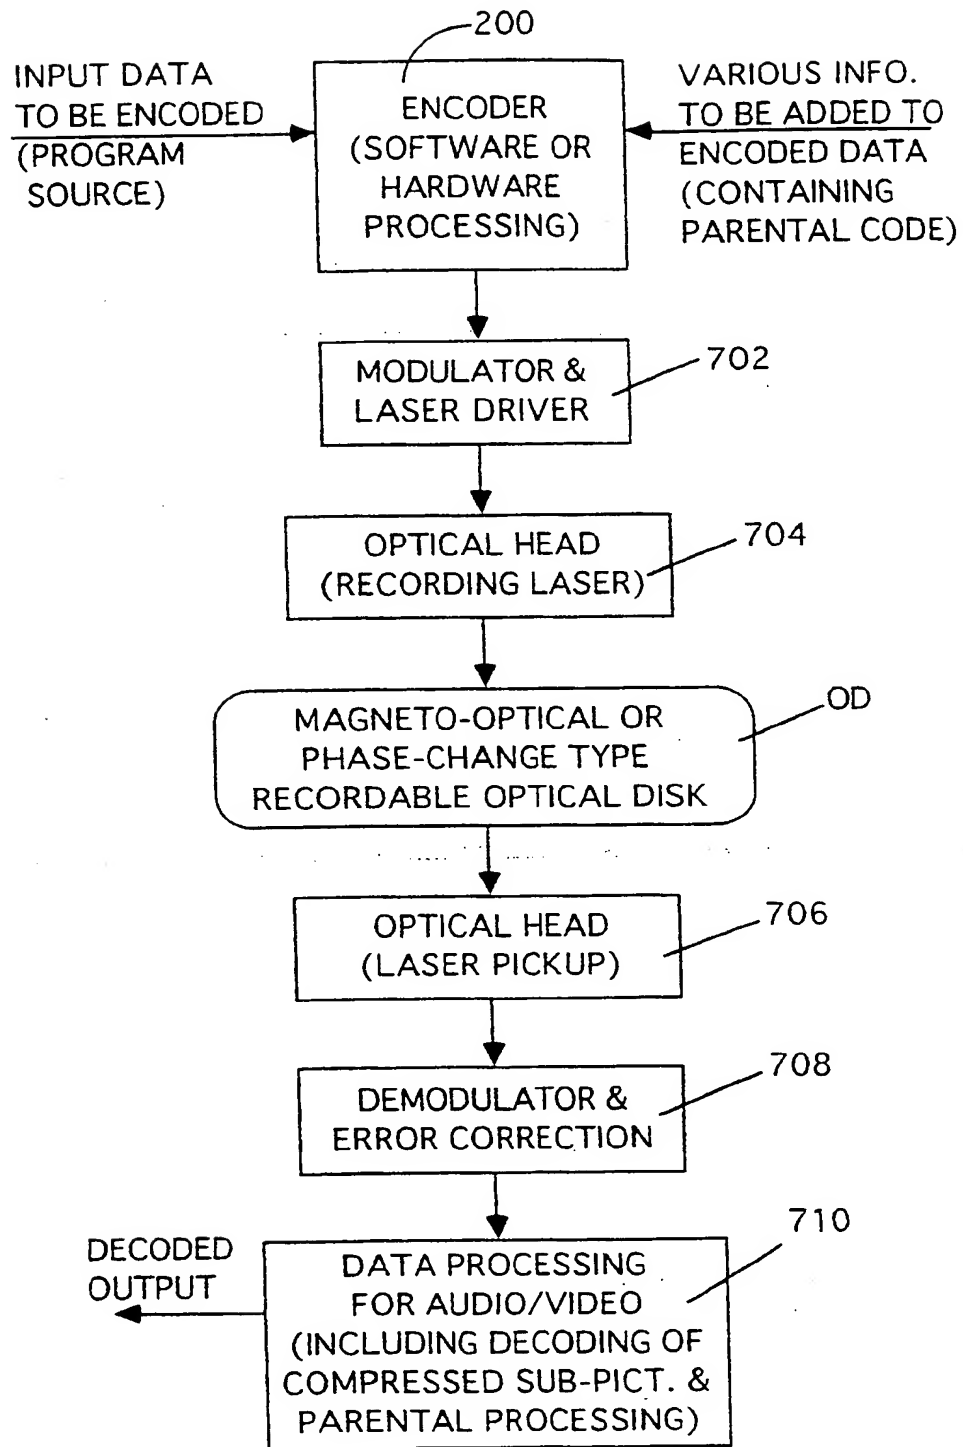 200
INPUT DATA
TO BE ENCODED
(PROGRAM
SOURCE)
ENCODER
(SOFTWARE OR
HARDWARE
PROCESSING)
VARIOUS INFO.
TO BE ADDED TO
ENCODED DATA
(CONTAINING
PARENTAL CODE)
702
MODULATOR &
LASER DRIVER
704
OPTICAL HEAD
(RECORDING LASER)
OD
MAGNETO-OPTICAL OR
PHASE-CHANGE TYPE
RECORDABLE OPTICAL DISK
706
OPTICAL HEAD
(LASER PICKUP)
708
DEMODULATOR &
ERROR CORRECTION
710
DECODED
OUTPUT
DATA PROCESSING
FOR AUDIO/VIDEO
(INCLUDING DECODING OF
COMPRESSED SUB-PICT. &
PARENTAL PROCESSING)